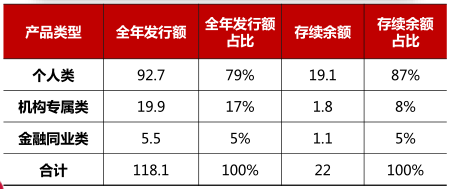 产品类型 全年发行额 全年发行额占比 存续余额 存续余额占比
个人类 92.7 79% 19.1 87%
机构专属类 19.9 17% 1.8 8%
金融同业类 5.5 5% 1.1 5%
合计 118.1 100% 22 100%